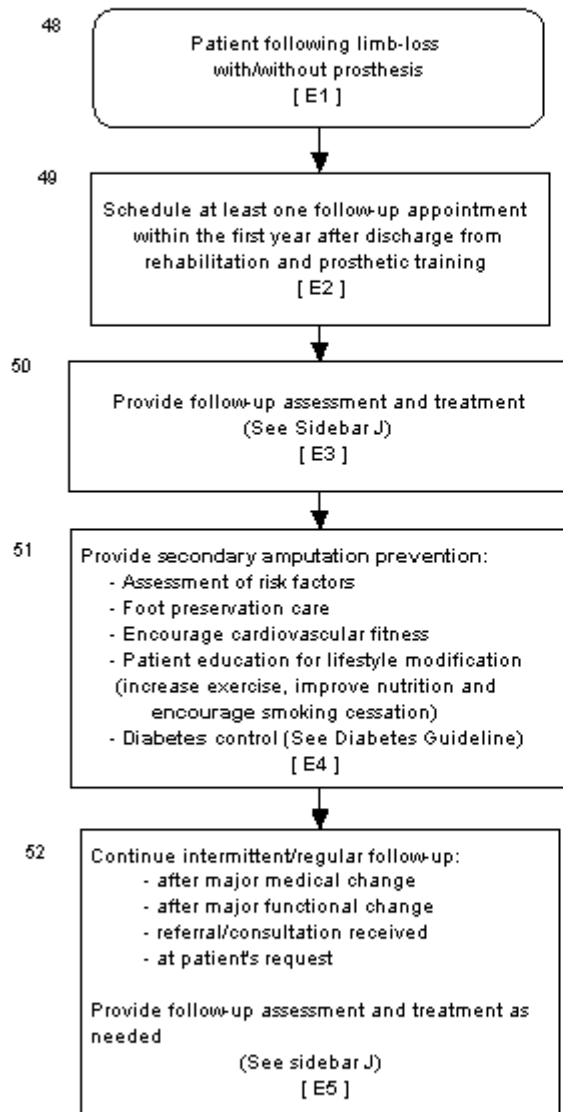 48
Patient following limb-loss
with/without prosthesis
[ E1 ]
49
Schedule at least one follow-up appointment
within the first year after discharge from
rehabilitation and prosthetic training
[ E2 ]
50
Provide follow-up assessment and treatment
(See Sidebar J)
[ E3 ]
51
Provide secondary amputation prevention:
- Assessment of risk factors
- Foot preservation care
- Encourage cardiovascular fitness
- Patient education for lifestyle modification
(increase exercise, improve nutrition and
encourage smoking cessation)
- Diabetes control (See Diabetes Guideline)
[ E4 ]
52
Continue intermittent/regular follow-up:
- after major medical change
- after major functional change
- referral/consultation received
- at patient's request
Provide follow-up assessment and treatment as
needed
(See sidebar J)
[ E5 ]